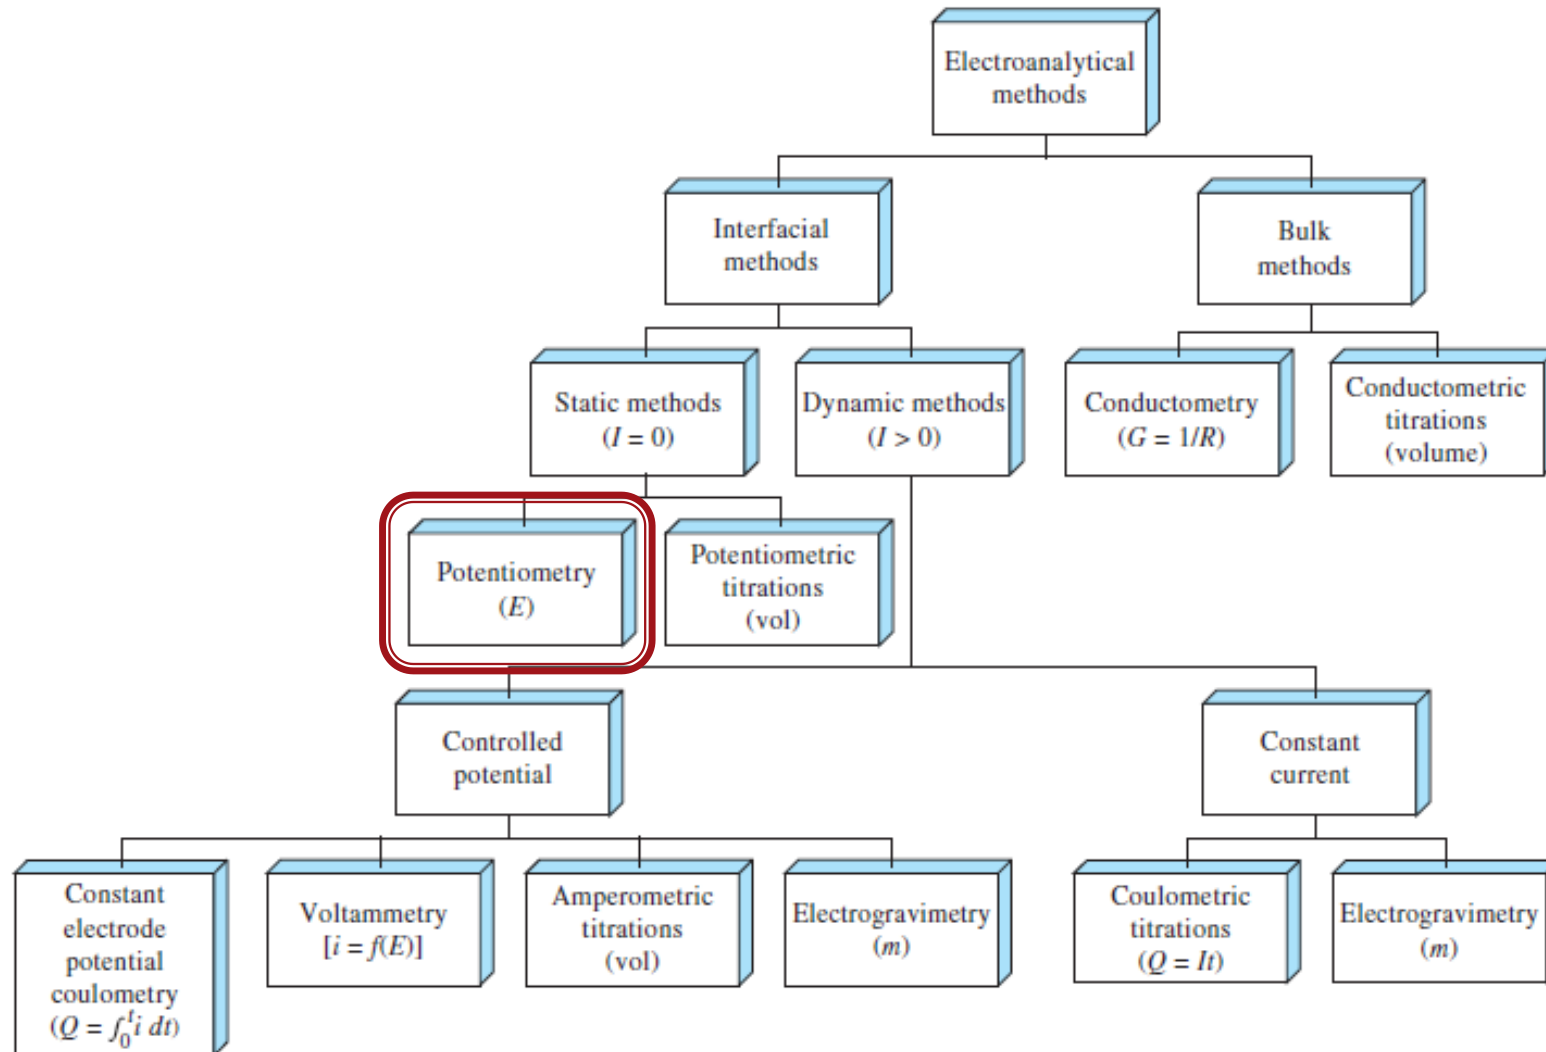 Electroanalytical
methods
Interfacial
methods
Bulk
methods
Static methods
(I = 0)
Dynamic methods
(I > 0)
Conductometry
(G = 1/R)
Conductometric
titrations
(volume)
Potentiometry
(E)
Potentiometric
titrations
(vol)
Controlled
potential
Constant
current
Constant
electrode
potential
coulometry
(Q = ∫₀ᵗ i dt)
Voltammetry
[i = f(E)]
Amperometric
titrations
(vol)
Electrogravimetry
(m)
Coulometric
titrations
(Q = It)
Electrogravimetry
(m)